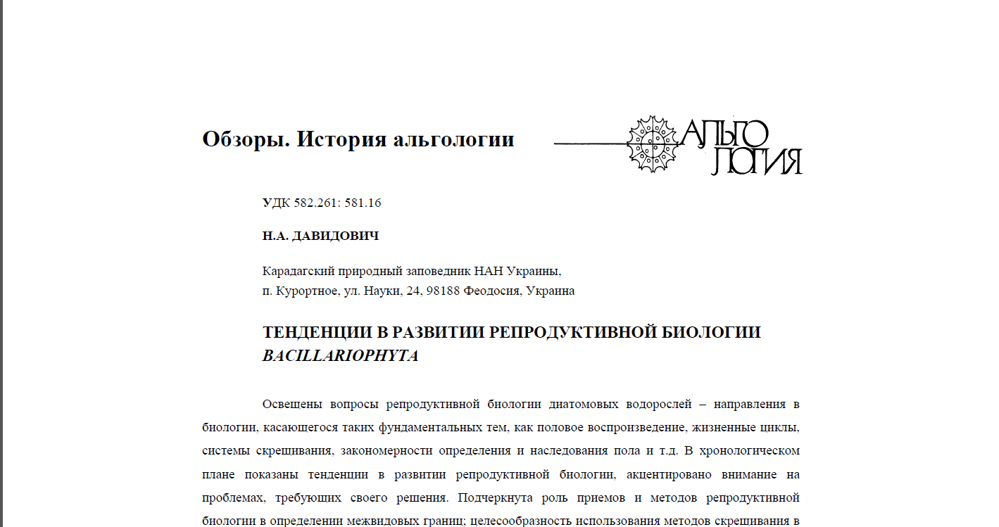 Обзоры. История альгологии
АЛЬГО
ЛОГИЯ
УДК 582.261: 581.16
Н.А. ДАВИДОВИЧ
Карадагский природный заповедник НАН Украины,
п. Курортное, ул. Науки, 24, 98188 Феодосия, Украина
ТЕНДЕНЦИИ В РАЗВИТИИ РЕПРОДУКТИВНОЙ БИОЛОГИИ
BACILLARIOPHYTA
Освещены вопросы репродуктивной биологии диатомовых водорослей – направления в
биологии, касающегося таких фундаментальных тем, как половое воспроизведение, жизненные циклы,
системы скрещивания, закономерности определения и наследования пола и т.д. В хронологическом
плане показаны тенденции в развитии репродуктивной биологии, акцентировано внимание на
проблемах, требующих своего решения. Подчеркнута роль приемов и методов репродуктивной
биологии в определении межвидовых границ; целесообразность использования методов скрещивания в